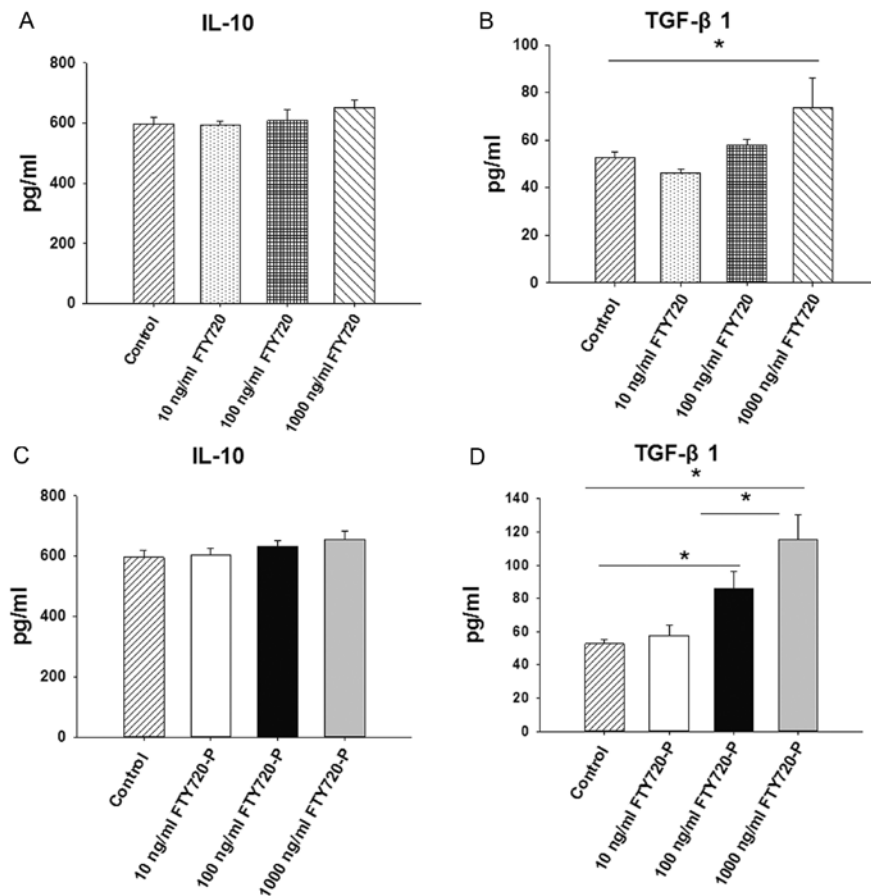 A
IL-10
pg/ml
800
600
400
200
0
Control
10 ng/ml FTY720
100 ng/ml FTY720
1000 ng/ml FTY720
B
TGF-β 1
*
pg/ml
100
80
60
40
20
0
Control
10 ng/ml FTY720
100 ng/ml FTY720
1000 ng/ml FTY720
C
IL-10
pg/ml
800
600
400
200
0
Control
10 ng/ml FTY720-P
100 ng/ml FTY720-P
1000 ng/ml FTY720-P
D
TGF-β 1
*
*
*
pg/ml
140
120
100
80
60
40
20
0
Control
10 ng/ml FTY720-P
100 ng/ml FTY720-P
1000 ng/ml FTY720-P